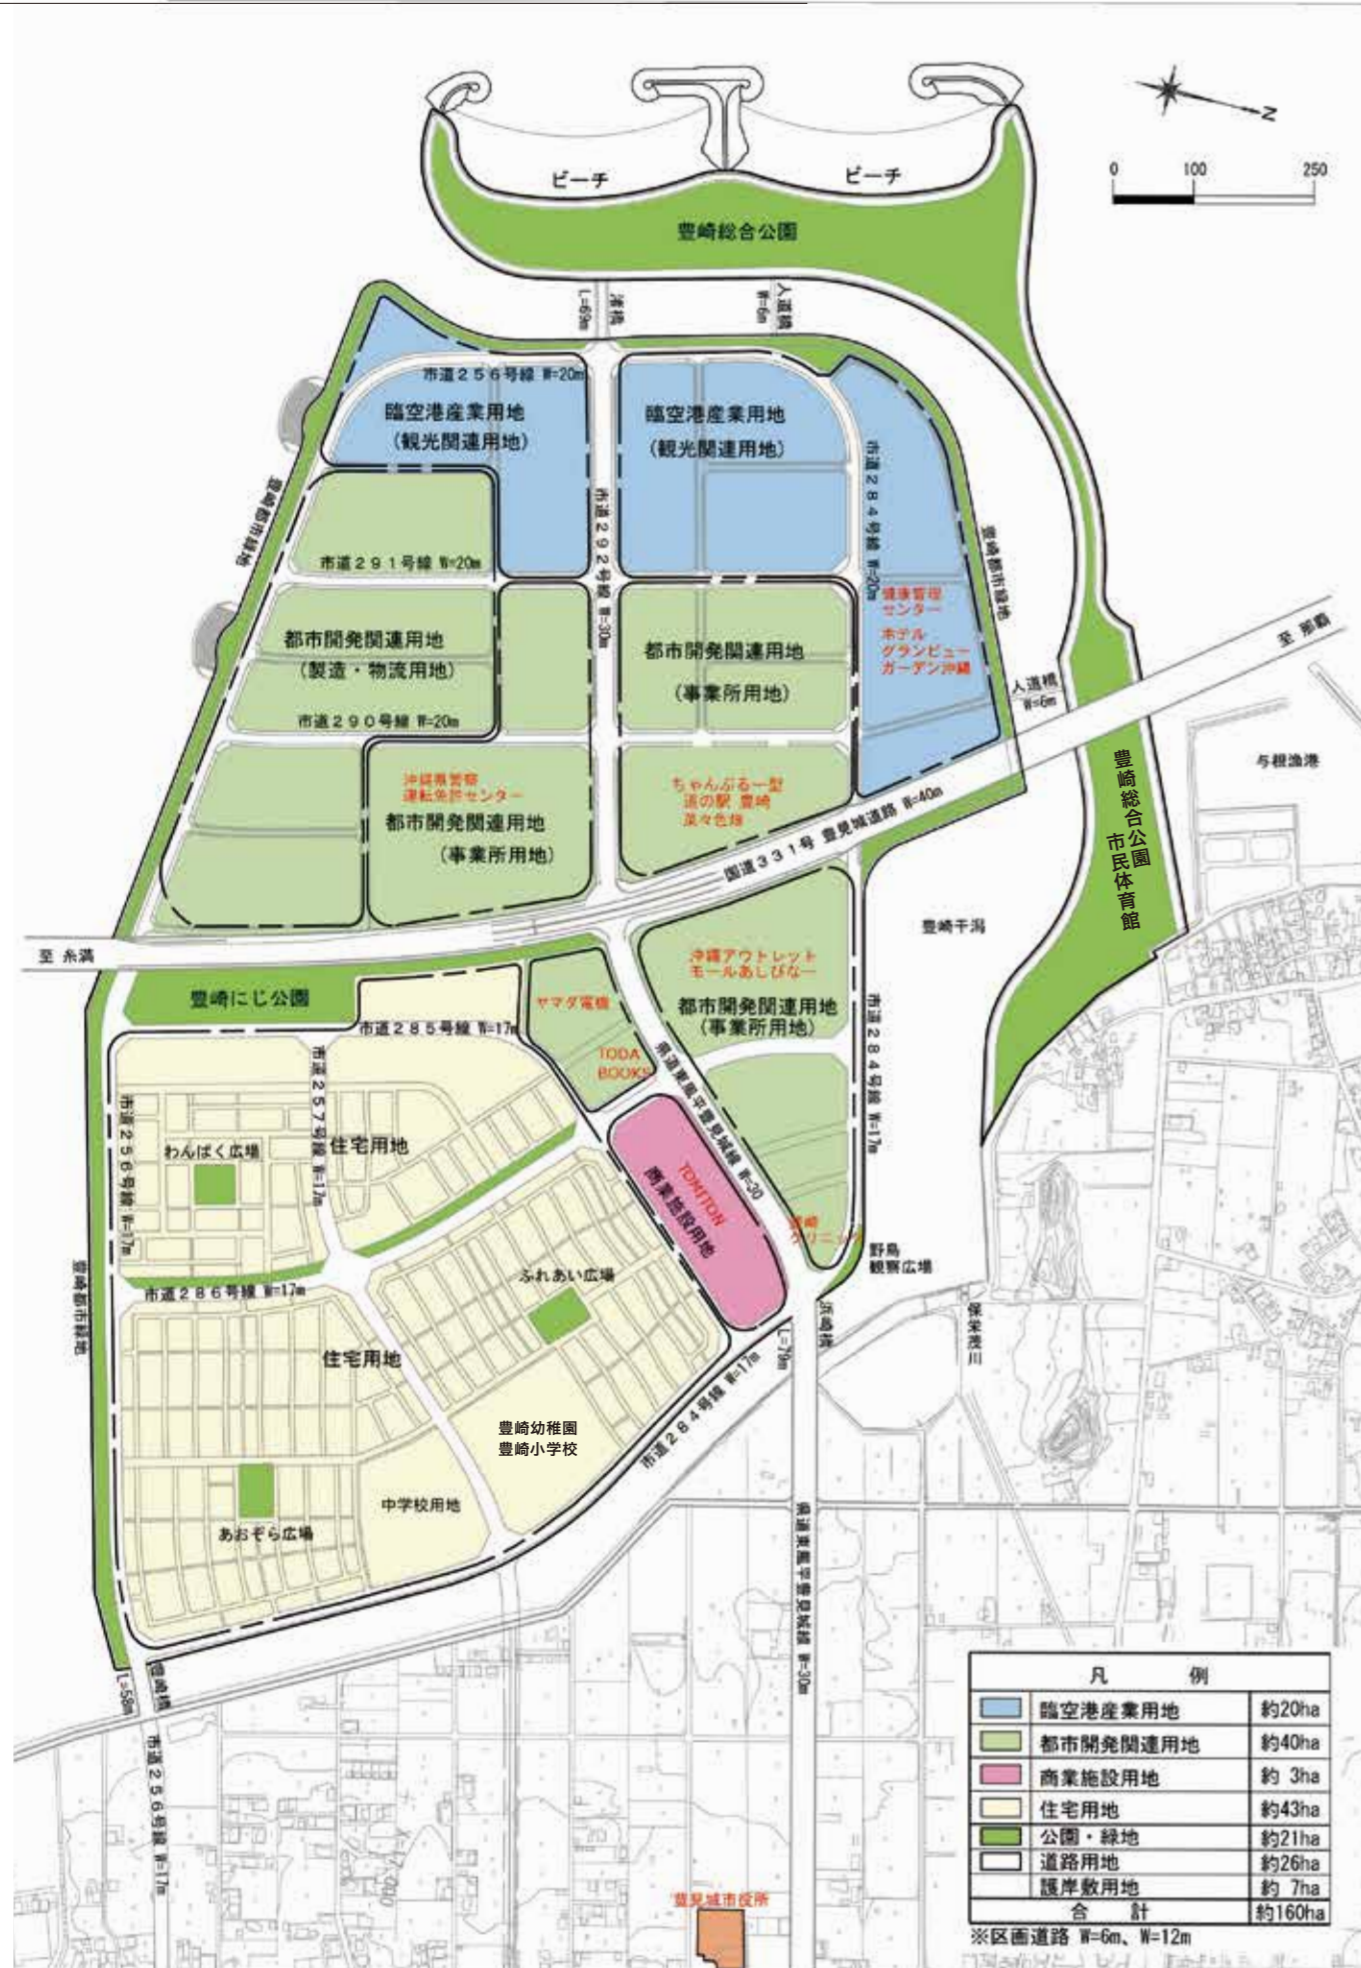 N
0 100 250
ビーチ
ビーチ
豊崎総合公園
渚橋
L=69m
人道橋
W=6m
市道256号線 W=20m
臨空港産業用地
(観光関連用地)
臨空港産業用地
(観光関連用地)
市道284号線 W=20m
豊崎都市緑地
市道292号線 W=30m
豊崎都市緑地
市道291号線 W=20m
健康管理
センター
ホテル
グランビュー
ガーデン沖縄
都市開発関連用地
(製造・物流用地)
都市開発関連用地
(事業所用地)
至 那覇
人道橋
W=6m
市道290号線 W=20m
与根漁港
豊崎総合公園
市民体育館
沖縄県警察
運転免許センター
都市開発関連用地
(事業所用地)
ちゃんぷるー型
道の駅 豊崎
菜々色畑
国道331号 豊見城道路 W=40m
豊崎干潟
至 糸満
沖縄アウトレット
モールあしびなー
都市開発関連用地
(事業所用地)
豊崎にじ公園
ヤマダ電機
市道285号線 W=17m
TODA
BOOKS
県道東風平豊見城線 W=30
市道284号線 W=17m
市道257号線 W=17m
市道256号線 W=17m
わんぱく広場
住宅用地
TOMITON
商業施設用地
豊崎
クリニック
野鳥
観察広場
ふれあい広場
市道286号線 W=17m
豊崎都市緑地
浜崎橋
L=79m
保栄茂川
住宅用地
市道284号線 W=17m
豊崎幼稚園
豊崎小学校
中学校用地
あおぞら広場
県道東風平豊見城線 W=30m
豊崎橋
L=58m
市道256号線 W=17m
豊見城市役所
凡 例
臨空港産業用地 約20ha
都市開発関連用地 約40ha
商業施設用地 約 3ha
住宅用地 約43ha
公園・緑地 約21ha
道路用地 約26ha
護岸敷用地 約 7ha
合 計 約160ha
※区画道路 W=6m、W=12m